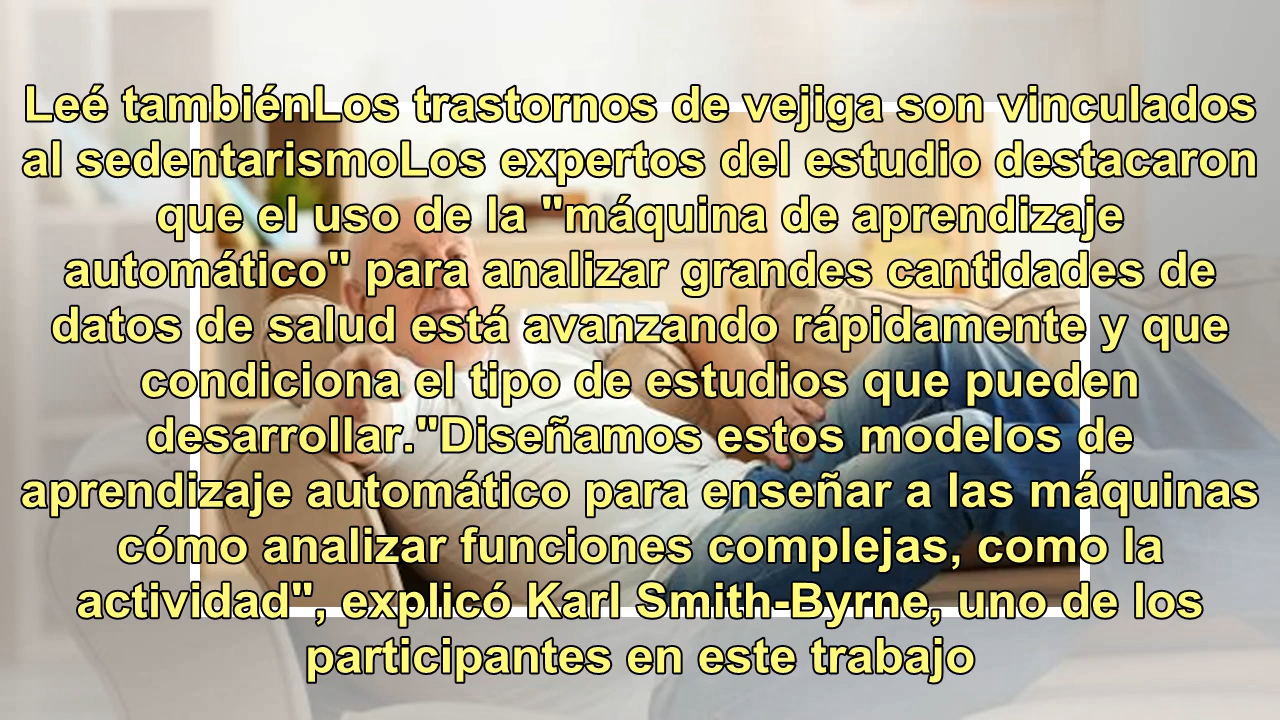 Leé tambiénLos trastornos de vejiga son vinculados
al sedentarismoLos expertos del estudio destacaron
que el uso de la "máquina de aprendizaje
automático" para analizar grandes cantidades de
datos de salud está avanzando rápidamente y que
condiciona el tipo de estudios que pueden
desarrollar."Diseñamos estos modelos de
aprendizaje automático para enseñar a las máquinas
cómo analizar funciones complejas, como la
actividad", explicó Karl Smith-Byrne, uno de los
participantes en este trabajo